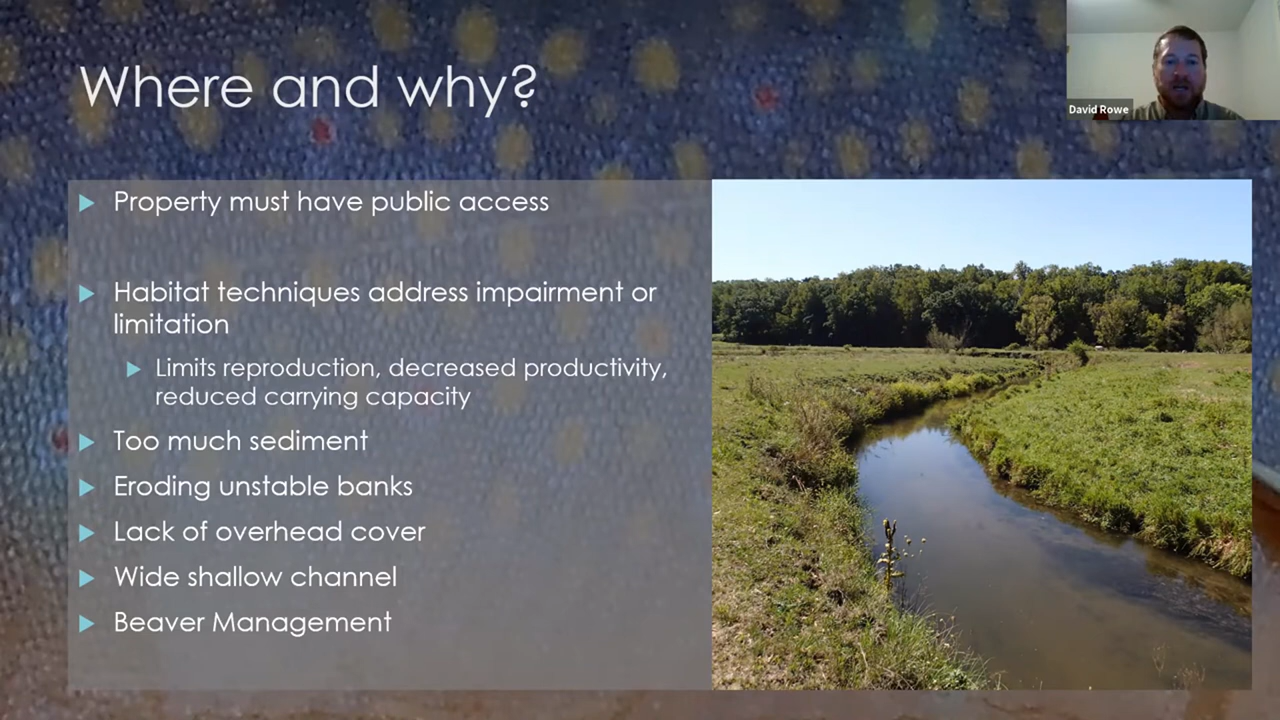 Where and why?
David Rowe
Property must have public access
Habitat techniques address impairment or
limitation
Limits reproduction, decreased productivity,
reduced carrying capacity
Too much sediment
Eroding unstable banks
Lack of overhead cover
Wide shallow channel
Beaver Management